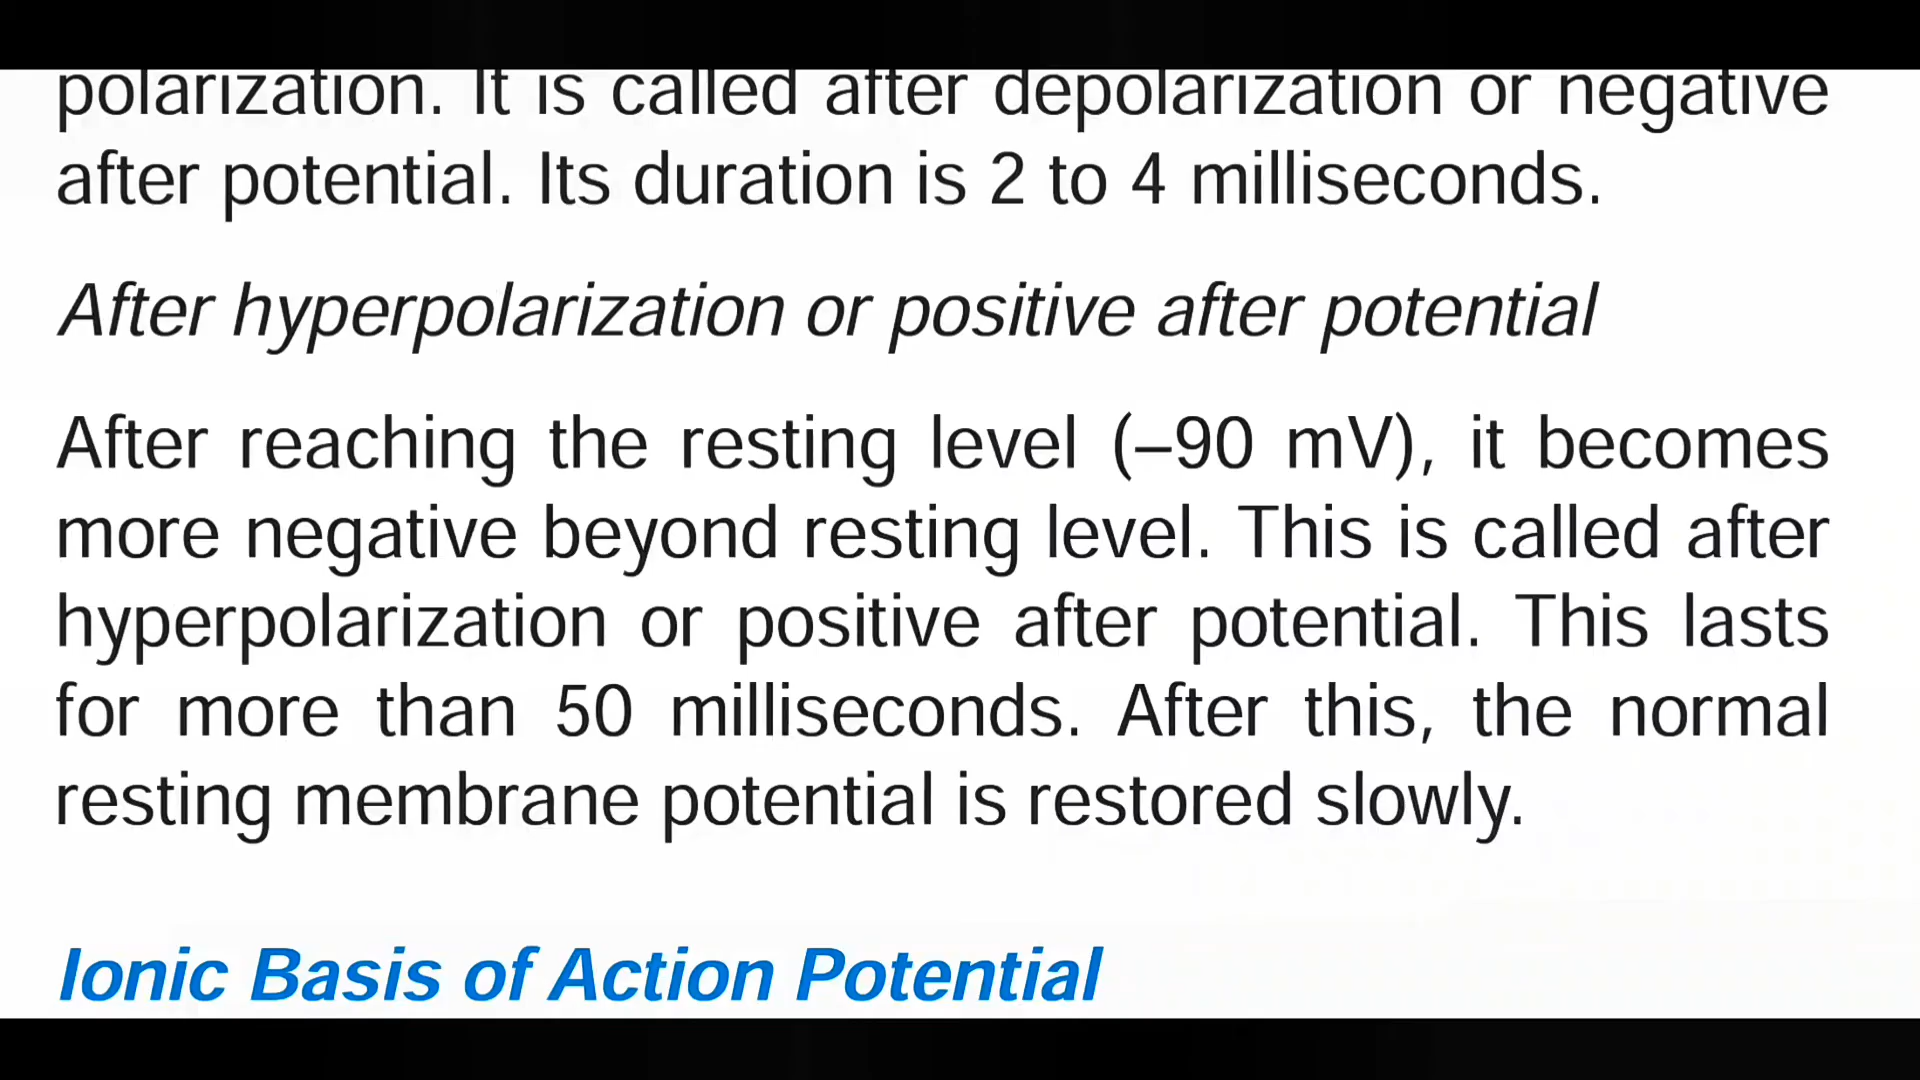 polarization. It is called after depolarization or negative
after potential. Its duration is 2 to 4 milliseconds.
After hyperpolarization or positive after potential
After reaching the resting level (–90 mV), it becomes
more negative beyond resting level. This is called after
hyperpolarization or positive after potential. This lasts
for more than 50 milliseconds. After this, the normal
resting membrane potential is restored slowly.
Ionic Basis of Action Potential